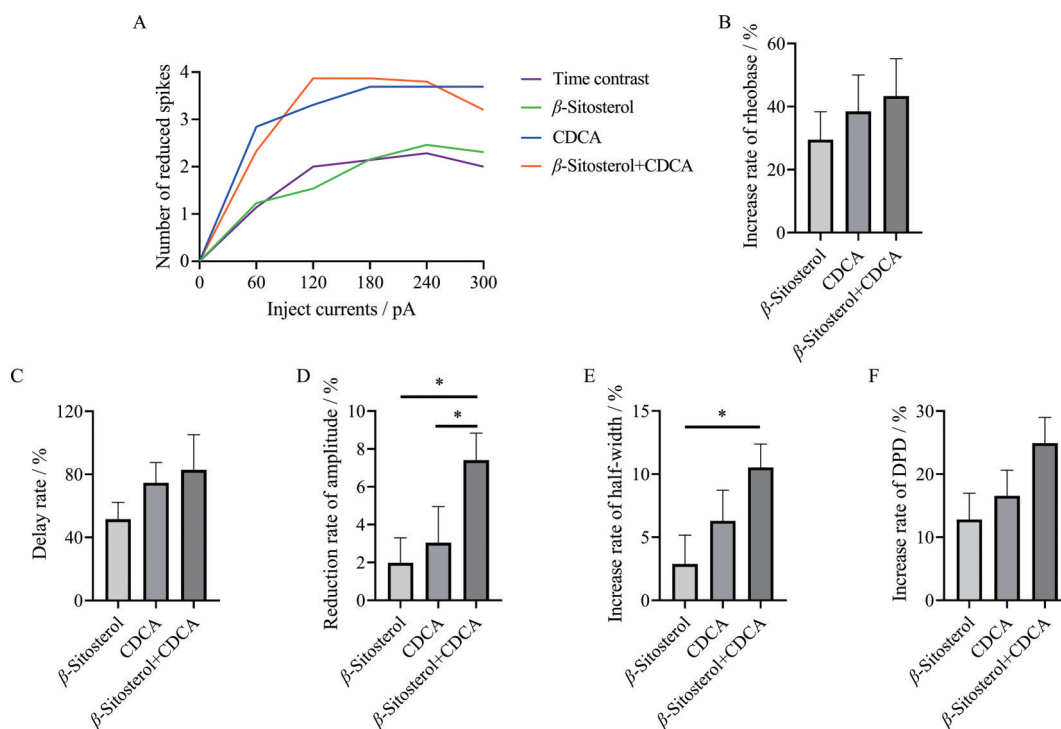 A
Number of reduced spikes
4
3
2
1
0
0 60 120 180 240 300
Inject currents / pA
Time contrast
β-Sitosterol
CDCA
β-Sitosterol+CDCA
B
Increase rate of rheobase / %
60
40
20
0
β-Sitosterol
CDCA
β-Sitosterol+CDCA
C
Delay rate / %
120
80
40
0
β-Sitosterol
CDCA
β-Sitosterol+CDCA
D
Reduction rate of amplitude / %
10
8
6
4
2
0
*
*
β-Sitosterol
CDCA
β-Sitosterol+CDCA
E
Increase rate of half-width / %
15
10
5
0
*
β-Sitosterol
CDCA
β-Sitosterol+CDCA
F
Increase rate of DPD / %
30
20
10
0
β-Sitosterol
CDCA
β-Sitosterol+CDCA